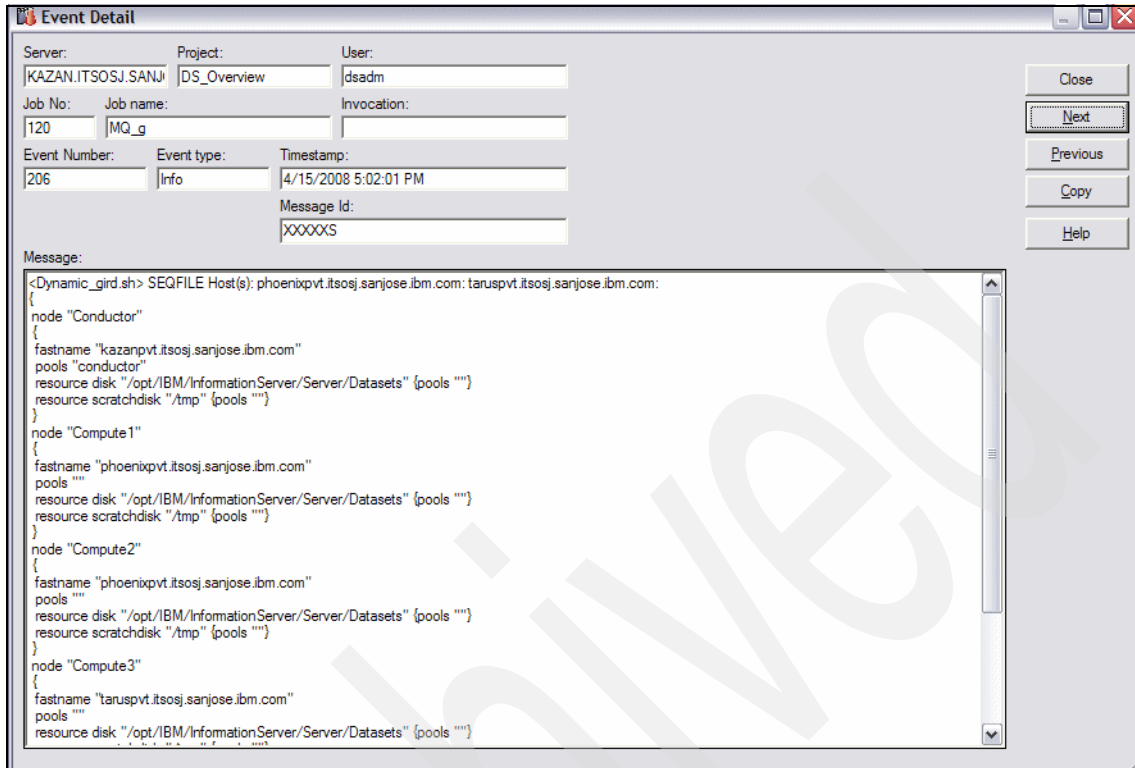 Event Detail
Server: Project: User:
KAZAN.ITSOSJ.SANJ DS_Overview dsadm
Close
Job No: Job name: Invocation:
120 MQ_g
Next
Event Number: Event type: Timestamp:
206 Info 4/15/2008 5:02:01 PM
Previous
Message Id:
XXXXXS
Copy
Help
Message:
<Dynamic_gird.sh> SEQFILE Host(s): phoenixpvt.itsosj.sanjose.ibm.com: taruspvt.itsosj.sanjose.ibm.com:
{
node "Conductor"
{
fastname "kazanpvt.itsosj.sanjose.ibm.com"
pools "conductor"
resource disk "/opt/IBM/InformationServer/Server/Datasets" {pools ""}
resource scratchdisk "/tmp" {pools ""}
}
node "Compute1"
{
fastname "phoenixpvt.itsosj.sanjose.ibm.com"
pools ""
resource disk "/opt/IBM/InformationServer/Server/Datasets" {pools ""}
resource scratchdisk "/tmp" {pools ""}
}
node "Compute2"
{
fastname "phoenixpvt.itsosj.sanjose.ibm.com"
pools ""
resource disk "/opt/IBM/InformationServer/Server/Datasets" {pools ""}
resource scratchdisk "/tmp" {pools ""}
}
node "Compute3"
{
fastname "taruspvt.itsosj.sanjose.ibm.com"
pools ""
resource disk "/opt/IBM/InformationServer/Server/Datasets" {pools ""}
hived